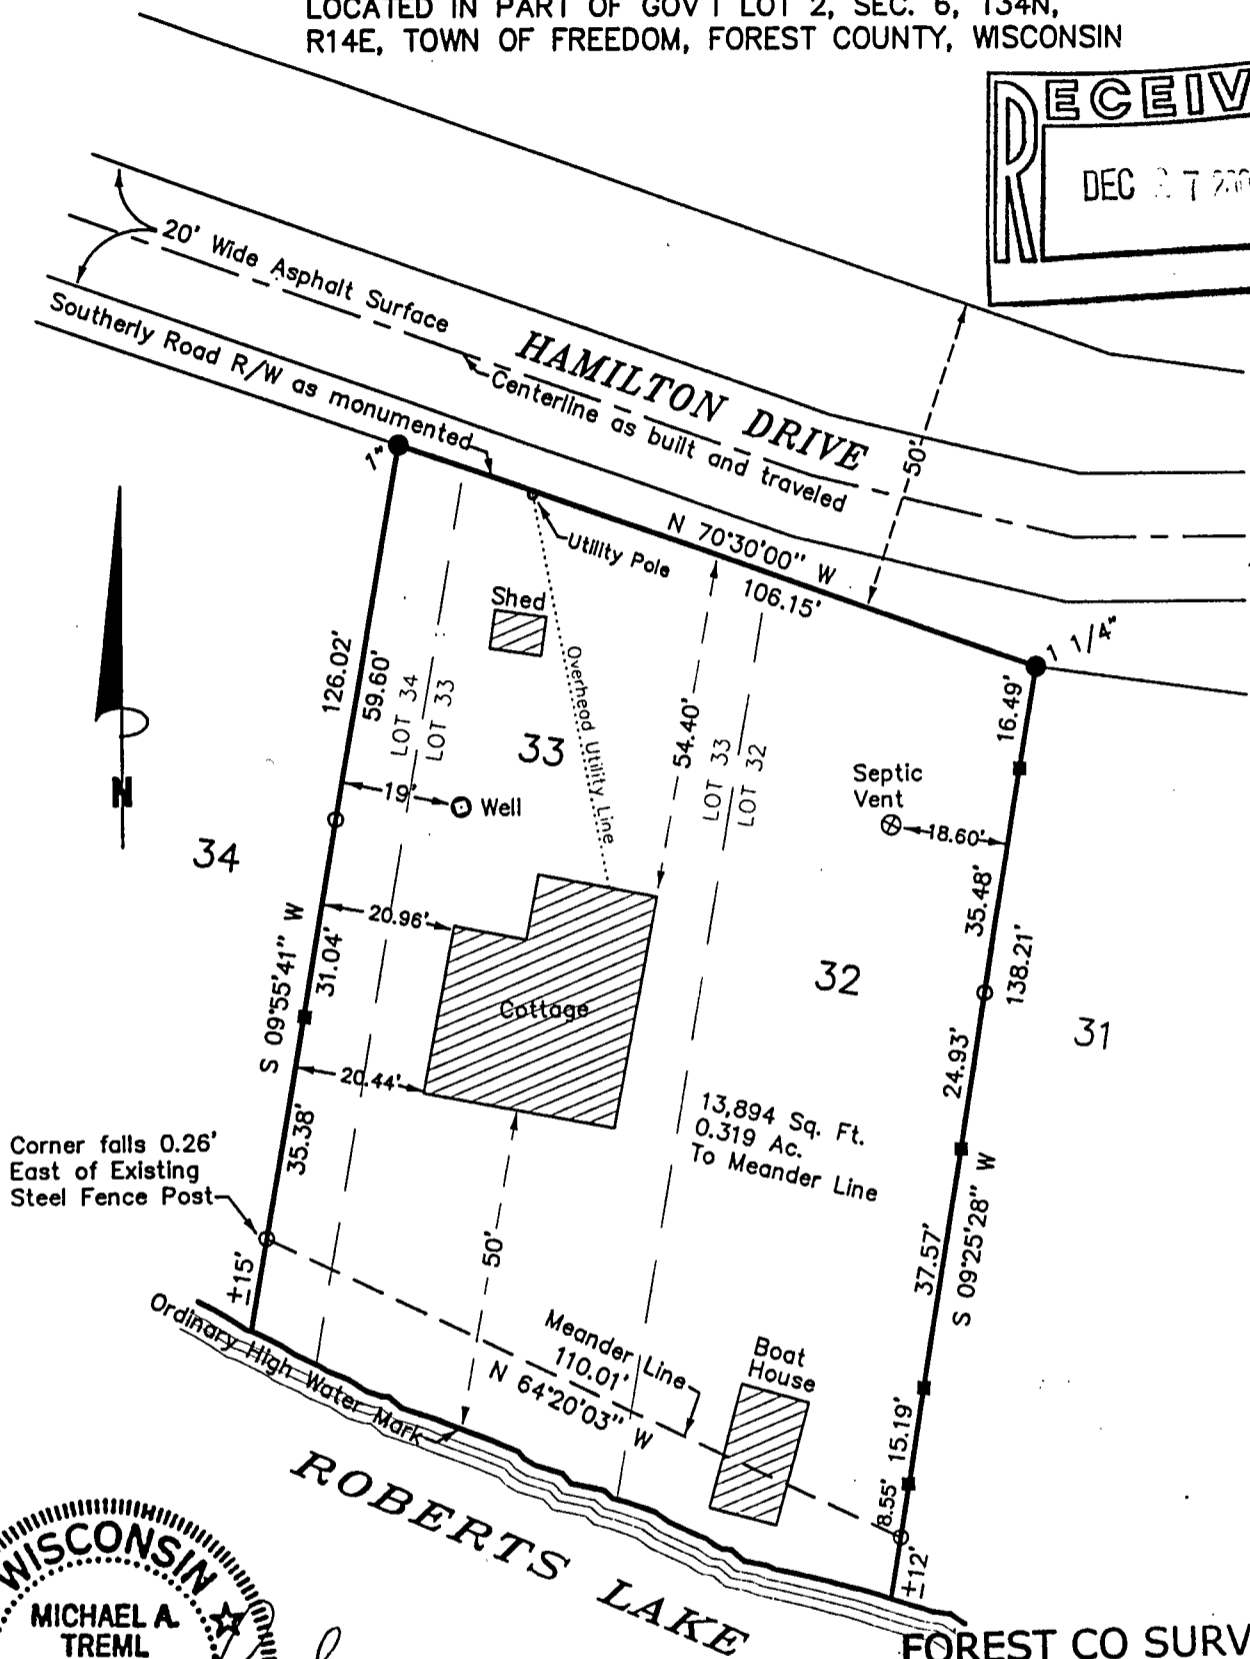 LOCATED IN PART OF GOV'T LOT 2, SEC. 6, T34N,
R14E, TOWN OF FREEDOM, FOREST COUNTY, WISCONSIN
RECEIV
DEC 27
20' Wide Asphalt Surface
Southerly Road R/W as monumented
HAMILTON DRIVE
Centerline as built and traveled
50'
1"
N 70°30'00" W
106.15'
Utility Pole
1 1/4"
Shed
Overhead Utility Line
126.02'
59.60'
LOT 34
LOT 33
33
54.40'
LOT 33
LOT 32
16.49'
Septic
Vent
18.60'
19'
Well
34
N
35.48'
138.21'
20.96'
S 09°55'41" W
31.04'
Cottage
32
31
20.44'
24.93'
13,894 Sq. Ft.
0.319 Ac.
To Meander Line
Corner falls 0.26'
East of Existing
Steel Fence Post
35.38'
S 09°25'28" W
37.57'
50'
±15'
Ordinary High Water Mark
Meander Line
110.01'
N 64°20'03" W
Boat
House
15.19'
8.55'
±12'
ROBERTS LAKE
WISCONSIN
MICHAEL A.
TREML
FOREST CO SURV